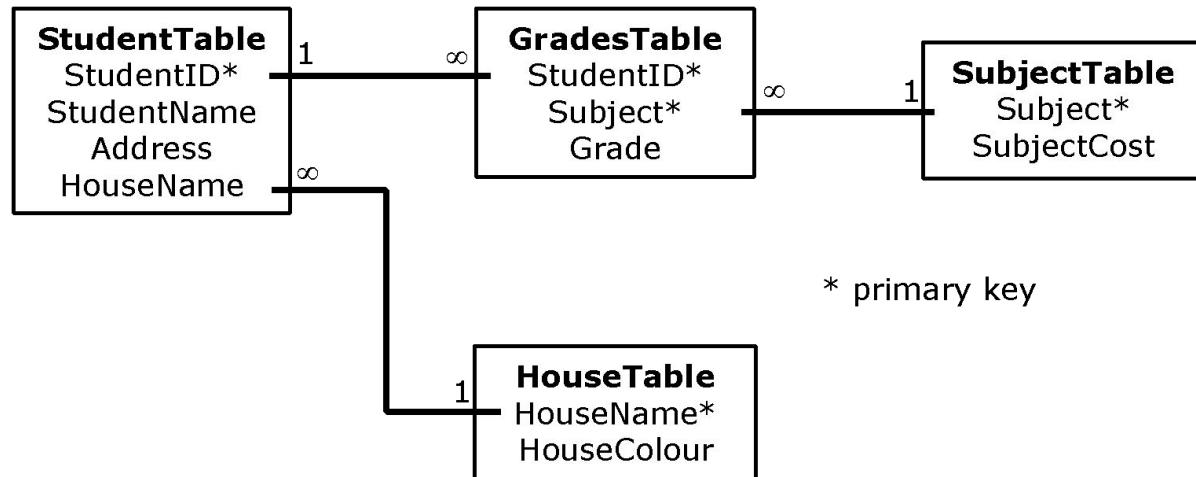 StudentTable
StudentID*
StudentName
Address
HouseName
1
∞
∞
GradesTable
StudentID*
Subject*
Grade
∞
1
SubjectTable
Subject*
SubjectCost
* primary key
1
HouseTable
HouseName*
HouseColour